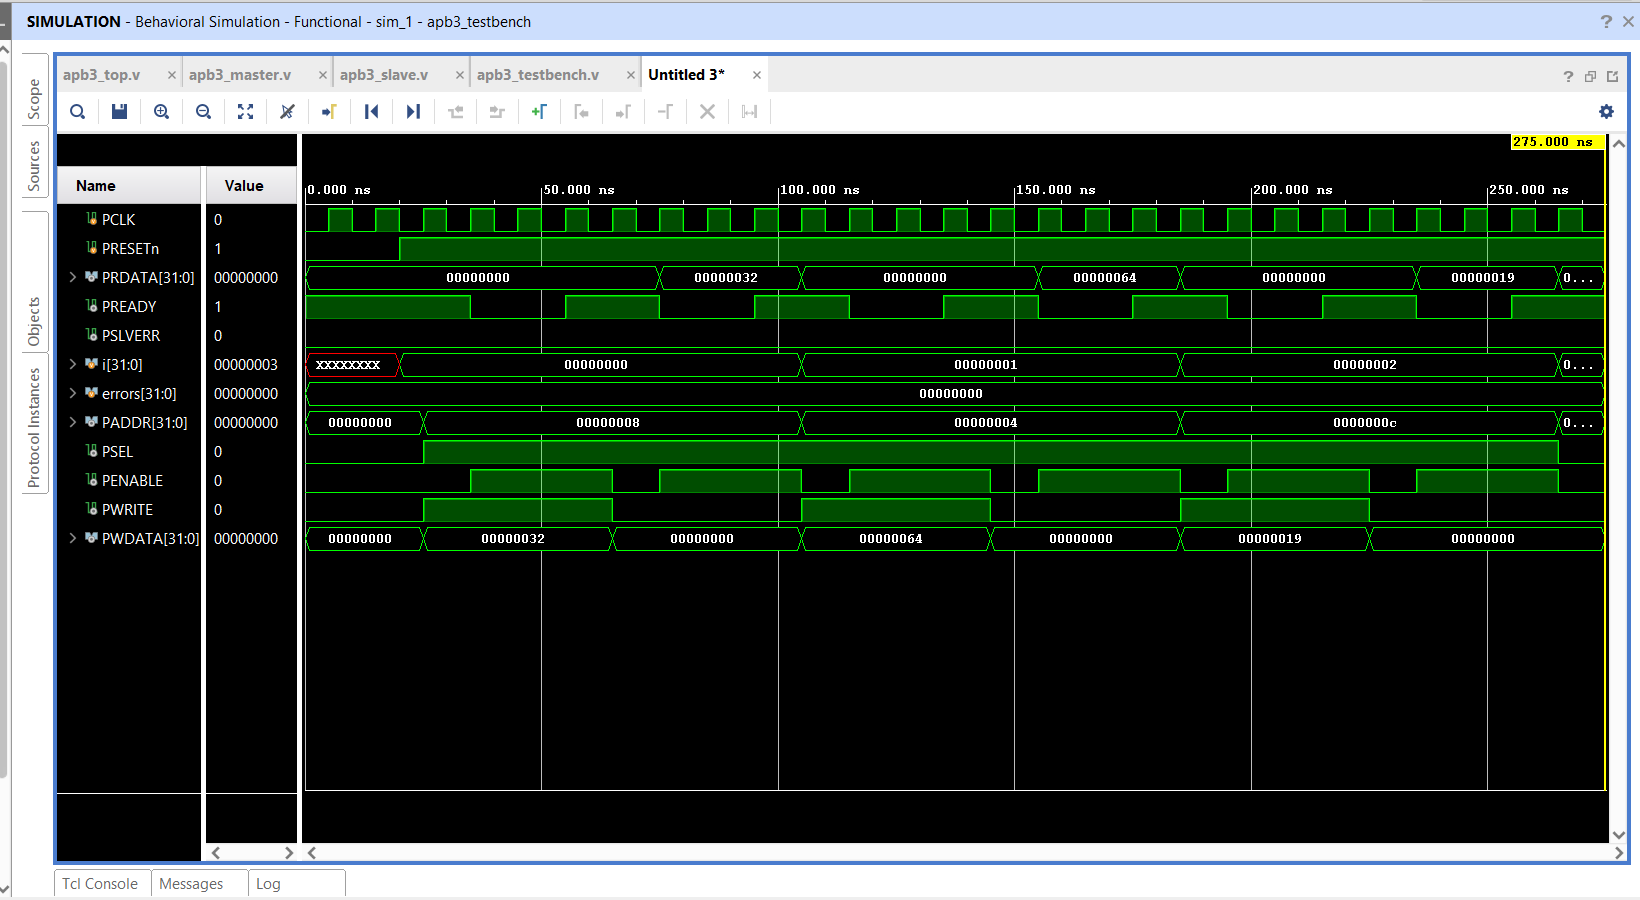 SIMULATION - Behavioral Simulation - Functional - sim_1 - apb3_testbench
apb3_top.v
apb3_master.v
apb3_slave.v
apb3_testbench.v
Untitled 3*
Scope
Sources
Objects
Protocol Instances
275.000 ns
Name Value
0.000 ns 50.000 ns 100.000 ns 150.000 ns 200.000 ns 250.000 ns
PCLK 0
PRESETn 1
PRDATA[31:0] 00000000 00000000 00000032 00000000 00000064 00000000 00000019 0...
PREADY 1
PSLVERR 0
i[31:0] 00000003 XXXXXXXX 00000000 00000001 00000002 0...
errors[31:0] 00000000 00000000
PADDR[31:0] 00000000 00000000 00000008 00000004 0000000c 0...
PSEL 0
PENABLE 0
PWRITE 0
PWDATA[31:0] 00000000 00000000 00000032 00000000 00000064 00000000 00000019 00000000
Tcl Console Messages Log